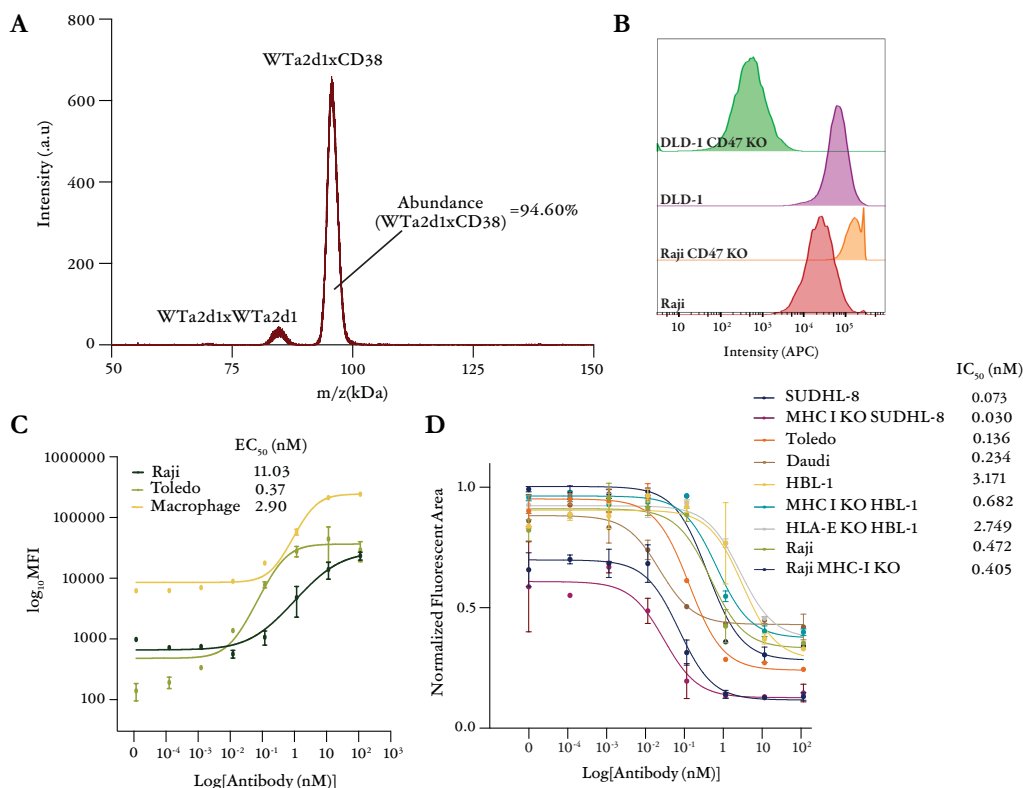 A
Intensity (.a.u)
800
600
400
200
0
WTa2d1xCD38
Abundance
(WTa2d1xCD38)
=94.60%
WTa2d1xWTa2d1
50
75
100
125
150
m/z(kDa)
B
DLD-1 CD47 KO
DLD-1
Raji CD47 KO
Raji
10 10² 10³ 10⁴ 10⁵
Intensity (APC)
C
EC₅₀ (nM)
Raji 11.03
Toledo 0.37
Macrophage 2.90
log₁₀MFI
1000000
100000
10000
1000
100
0 10⁻⁴ 10⁻³ 10⁻² 10⁻¹ 1 10 10² 10³
Log[Antibody (nM)]
D
IC₅₀ (nM)
SUDHL-8 0.073
MHC I KO SUDHL-8 0.030
Toledo 0.136
Daudi 0.234
HBL-1 3.171
MHC I KO HBL-1 0.682
HLA-E KO HBL-1 2.749
Raji 0.472
Raji MHC-I KO 0.405
Normalized Fluorescent Area
1.0
0.5
0.0
0 10⁻⁴ 10⁻³ 10⁻² 10⁻¹ 1 10 10²
Log[Antibody (nM)]